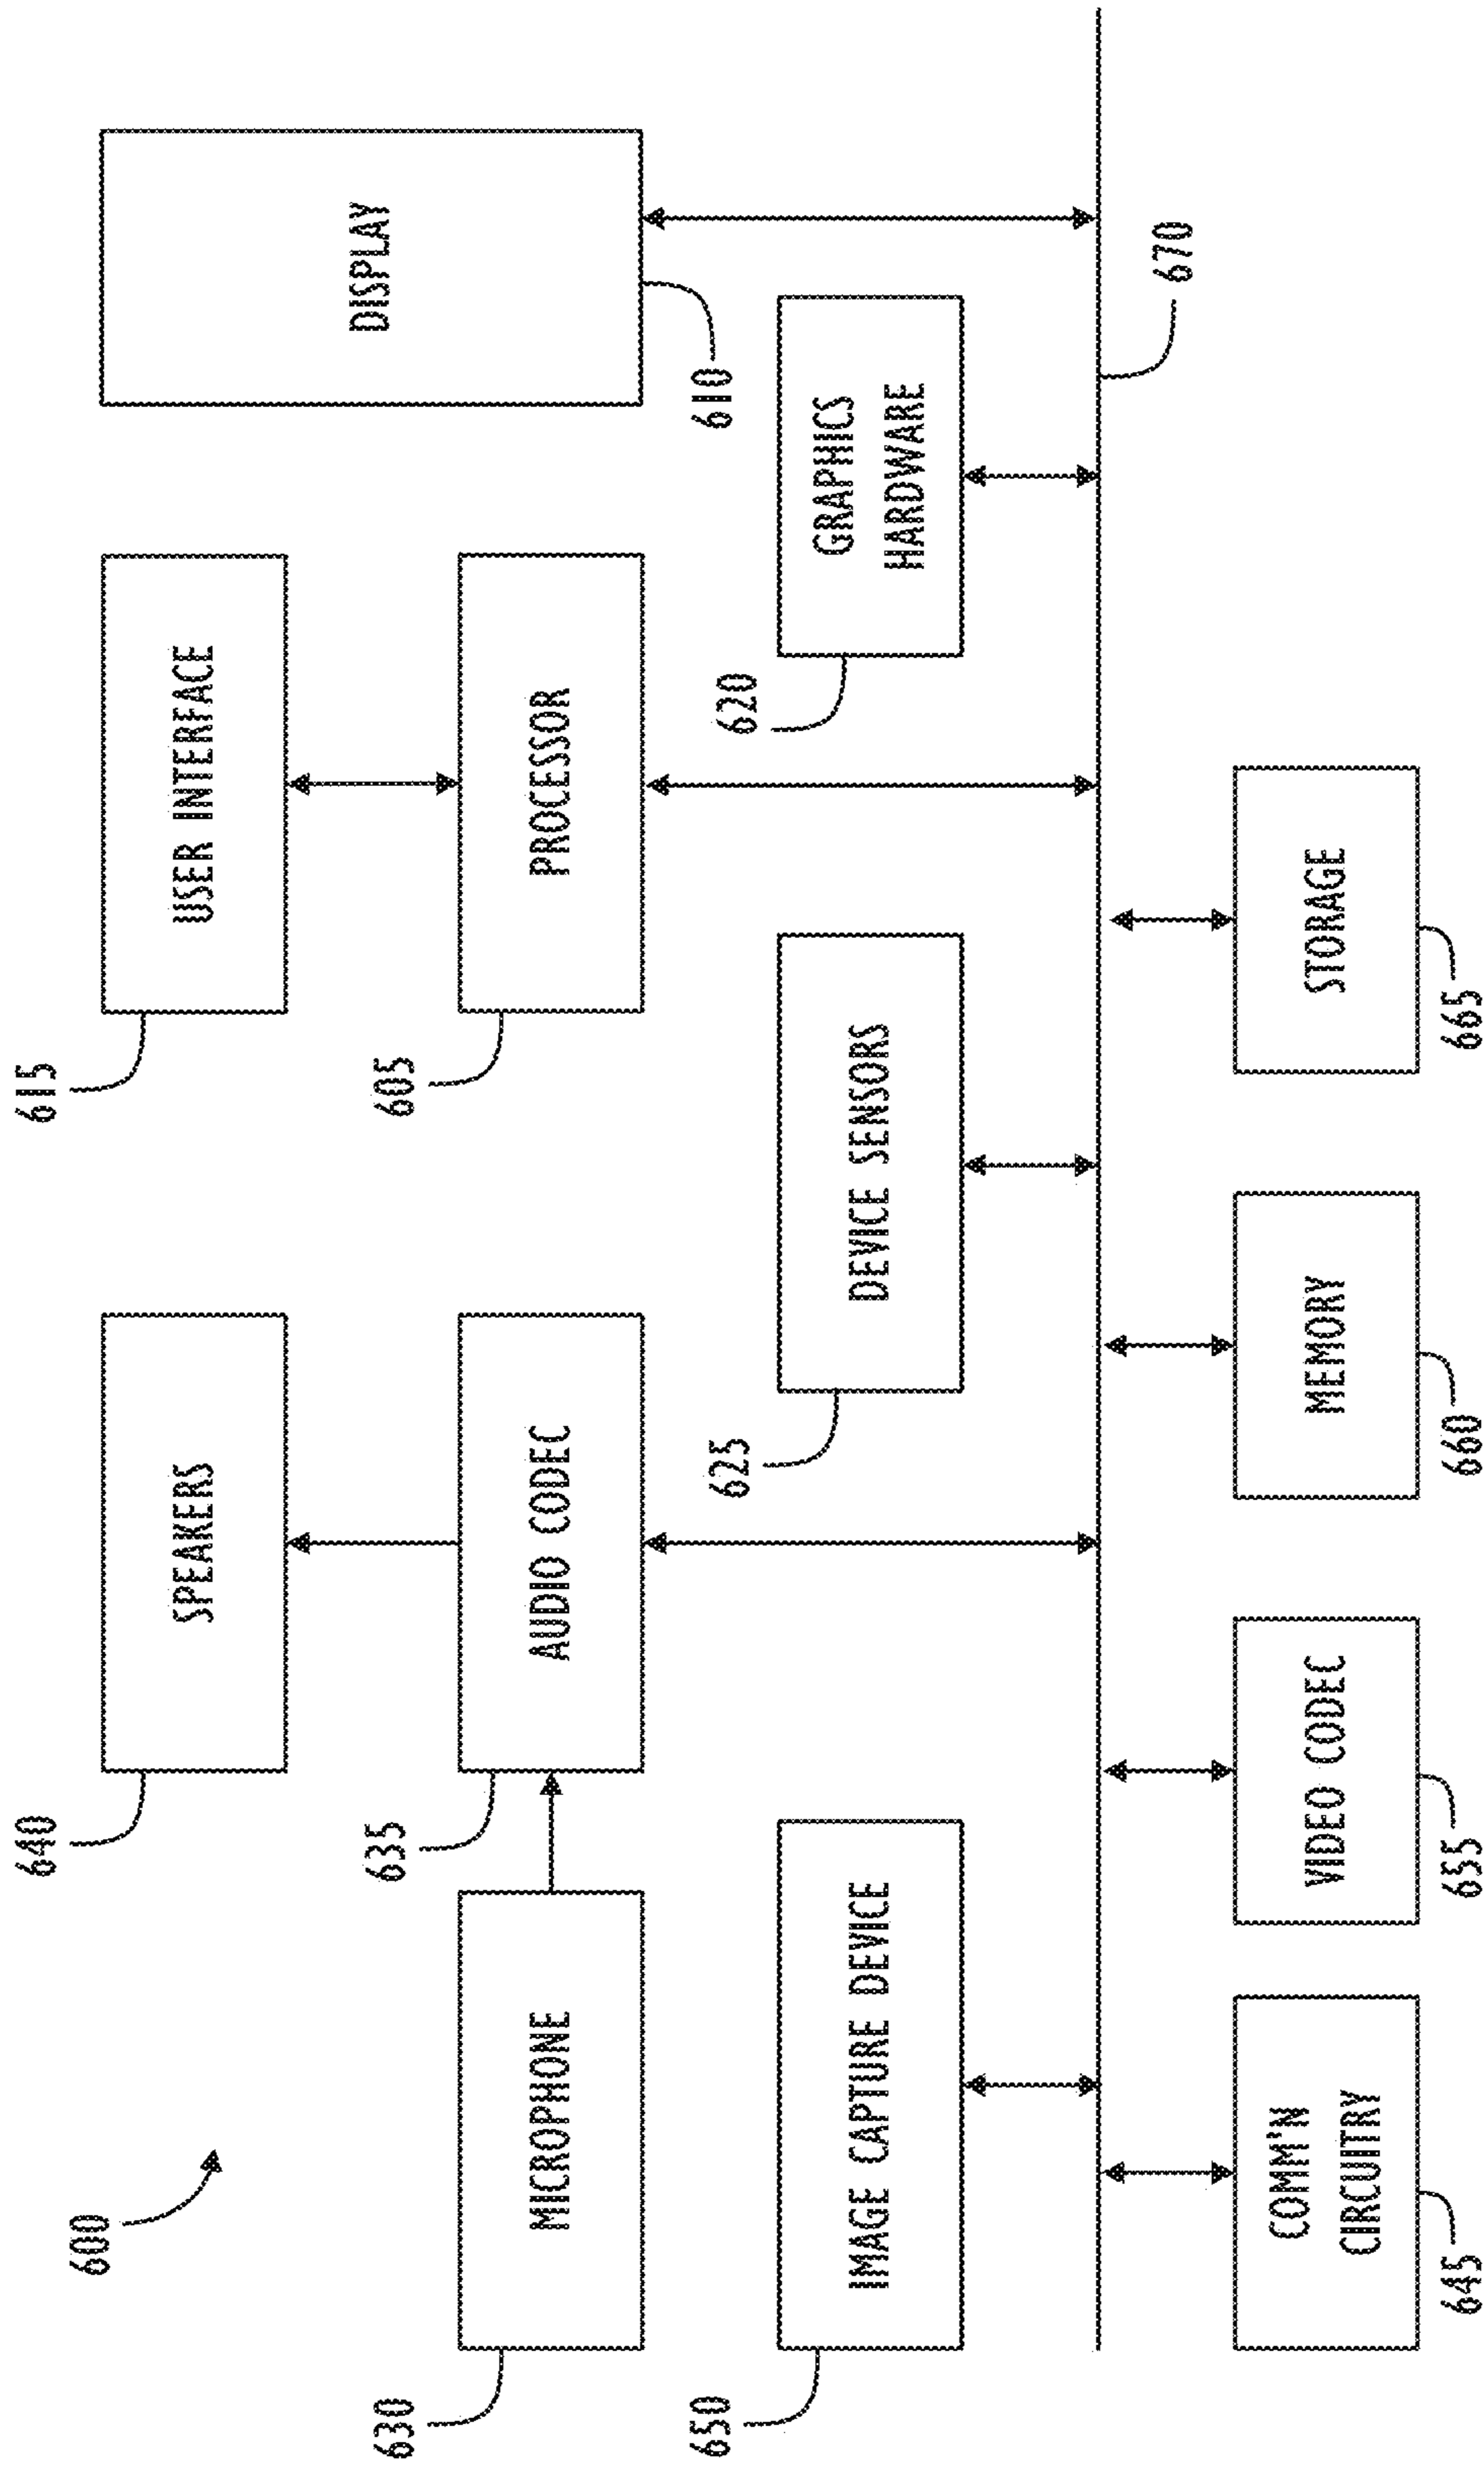 600
640
SPEAKERS
615
USER INTERFACE
DISPLAY
630
MICROPHONE
635
AUDIO CODEC
605
PROCESSOR
610
650
IMAGE CAPTURE DEVICE
625
DEVICE SENSORS
620
GRAPHICS
HARDWARE
670
COMM'N
CIRCUITRY
645
VIDEO CODEC
655
MEMORY
660
STORAGE
665